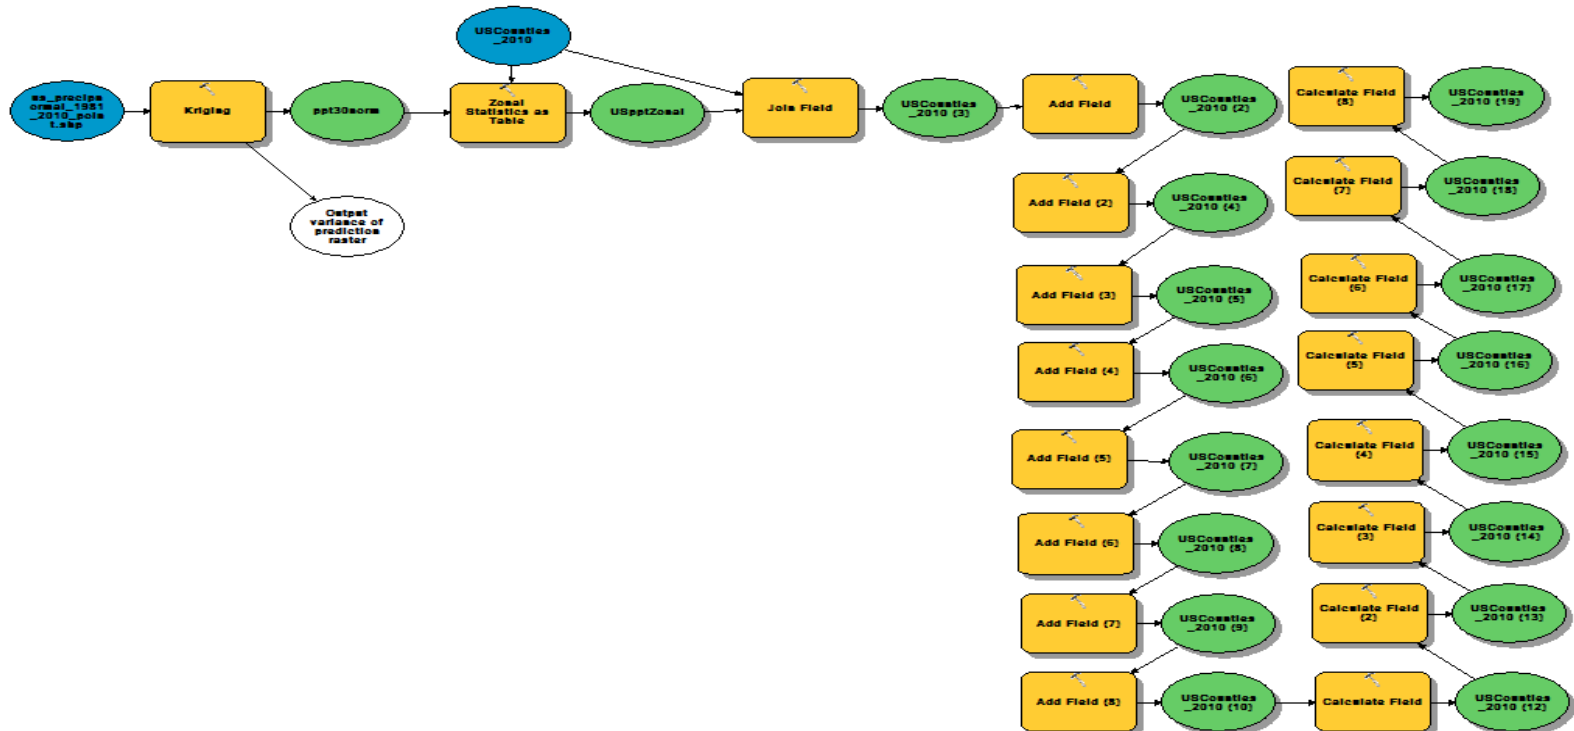 us_precipn
ormal_1981
_2010_poin
t.shp
Kriging
ppt30norm
Output
variance of
prediction
raster
USCounties
_2010
Zonal
Statistics as
Table
USpptZonal
Join Field
USCounties
_2010 (3)
Add Field
USCounties
_2010 (2)
Add Field (2)
USCounties
_2010 (4)
Add Field (3)
USCounties
_2010 (5)
Add Field (4)
USCounties
_2010 (6)
Add Field (5)
USCounties
_2010 (7)
Add Field (6)
USCounties
_2010 (8)
Add Field (7)
USCounties
_2010 (9)
Add Field (8)
USCounties
_2010 (10)
Calculate Field
USCounties
_2010 (12)
Calculate Field
(2)
USCounties
_2010 (13)
Calculate Field
(3)
USCounties
_2010 (14)
Calculate Field
(4)
USCounties
_2010 (15)
Calculate Field
(5)
USCounties
_2010 (16)
Calculate Field
(6)
USCounties
_2010 (17)
Calculate Field
(7)
USCounties
_2010 (18)
Calculate Field
(8)
USCounties
_2010 (19)